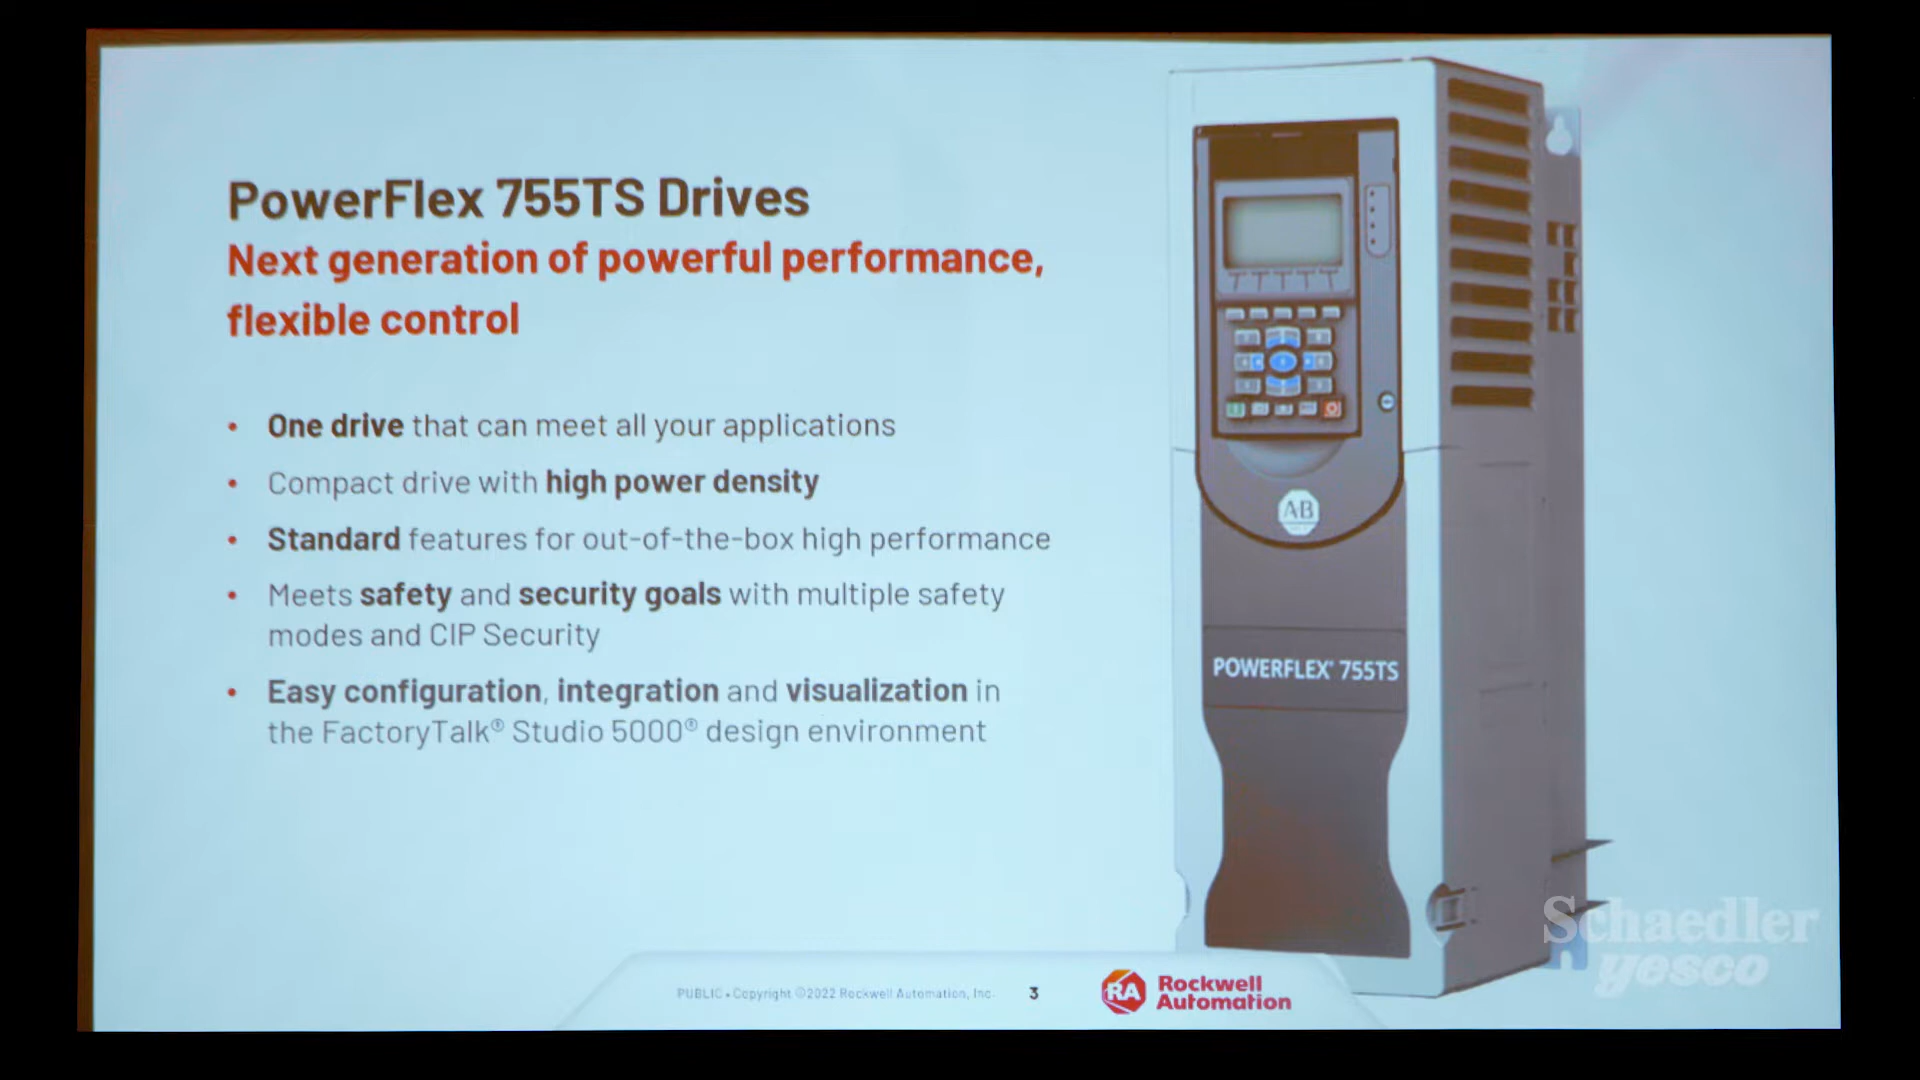 PowerFlex 755TS Drives
Next generation of powerful performance,
flexible control
• One drive that can meet all your applications
• Compact drive with high power density
• Standard features for out-of-the-box high performance
• Meets safety and security goals with multiple safety
modes and CIP Security
• Easy configuration, integration and visualization in
the FactoryTalk® Studio 5000® design environment
AB
POWERFLEX® 755TS
PUBLIC • Copyright ©2022 Rockwell Automation, Inc.
3
RA
Rockwell
Automation
Schaedler
yesco